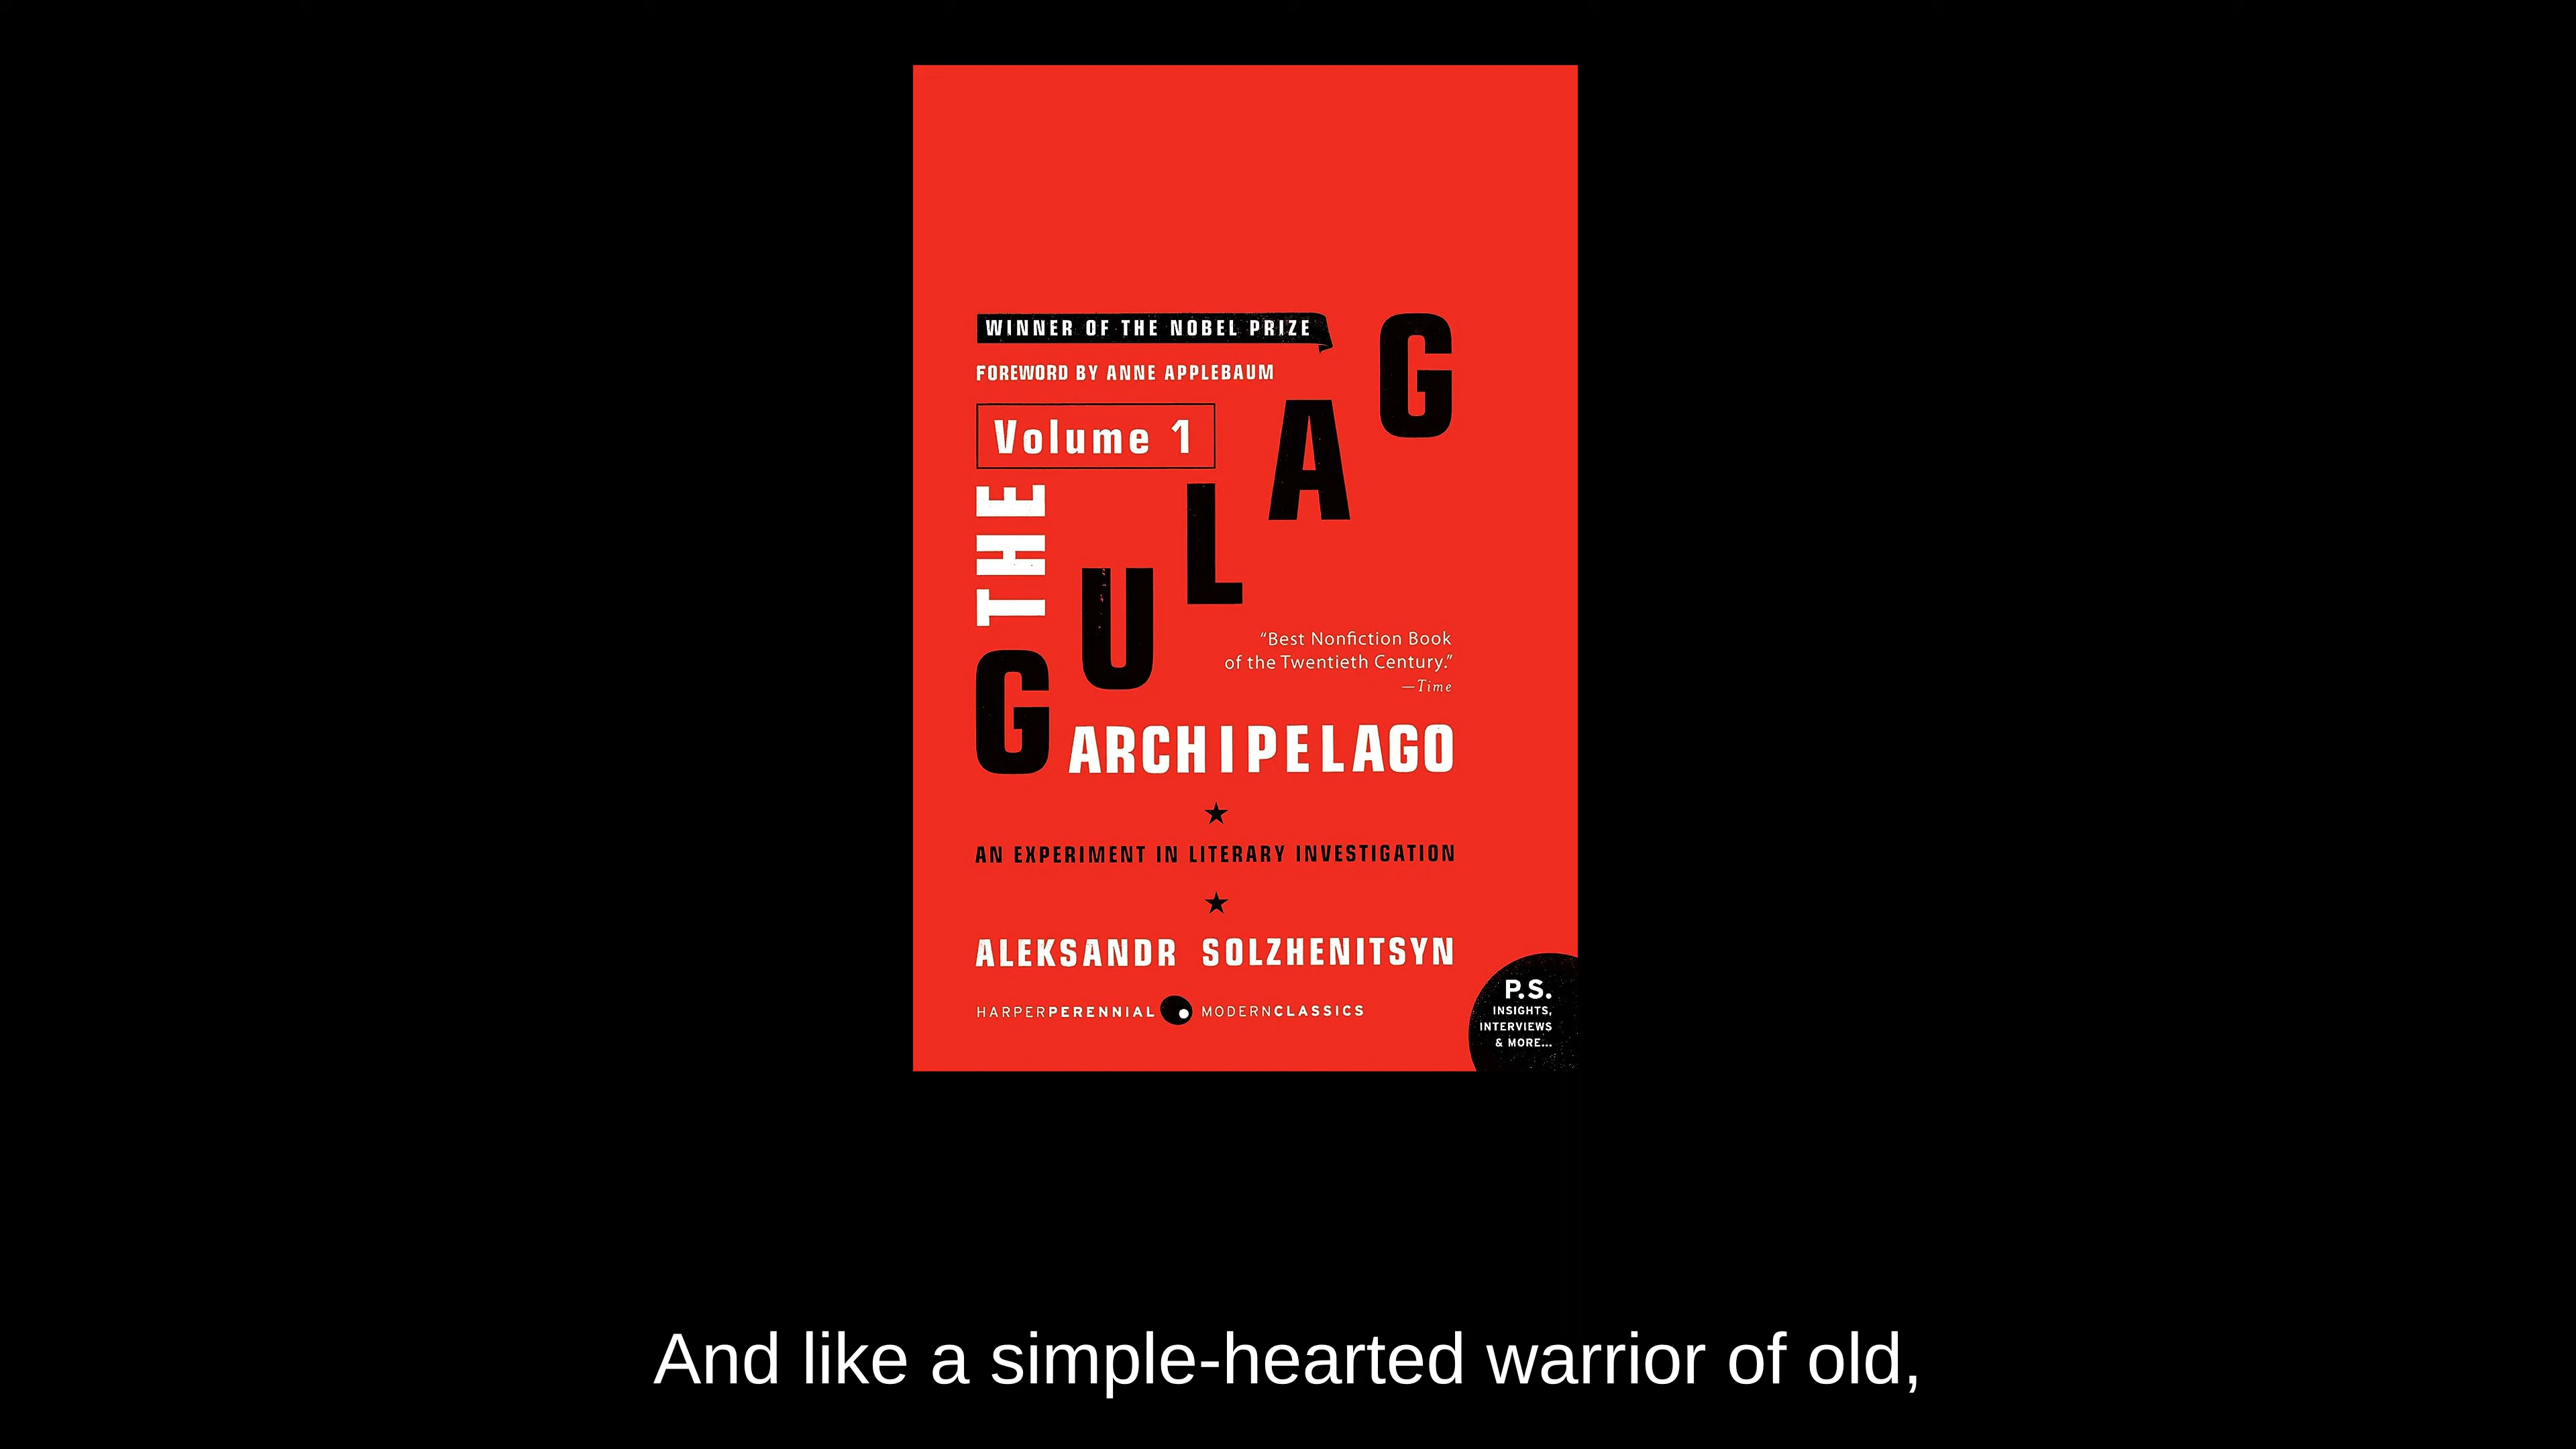 WINNER OF THE NOBEL PRIZE
FOREWORD BY ANNE APPLEBAUM
Volume 1
THE
GULAG
"Best Nonfiction Book
of the Twentieth Century."
—Time
ARCHIPELAGO
AN EXPERIMENT IN LITERARY INVESTIGATION
ALEKSANDR SOLZHENITSYN
HARPERPERENNIAL MODERNCLASSICS
P.S.
INSIGHTS,
INTERVIEWS
& MORE...
And like a simple-hearted warrior of old,